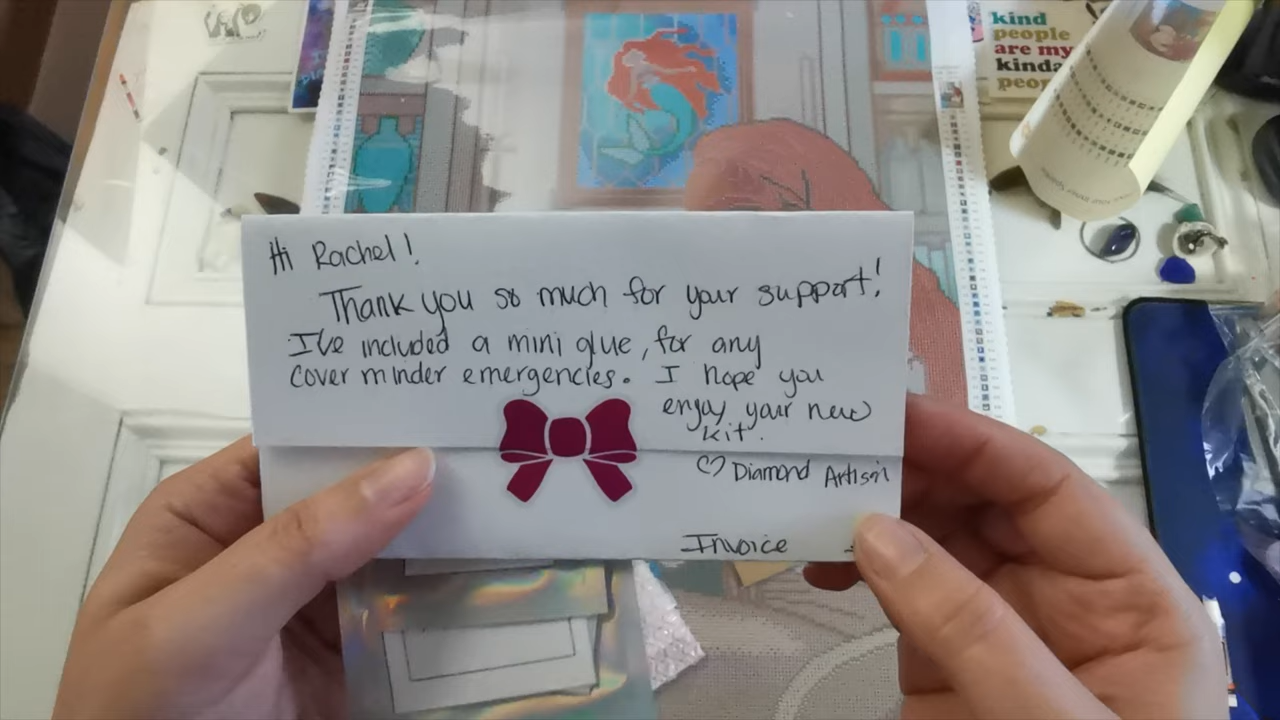 Hi Rachel!
Thank you so much for your support!
I've included a mini glue, for any
cover minder emergencies. I hope you
enjoy your new
kit.
♡ Diamond Artisan
Invoice
kind
people
are my
kinda
people